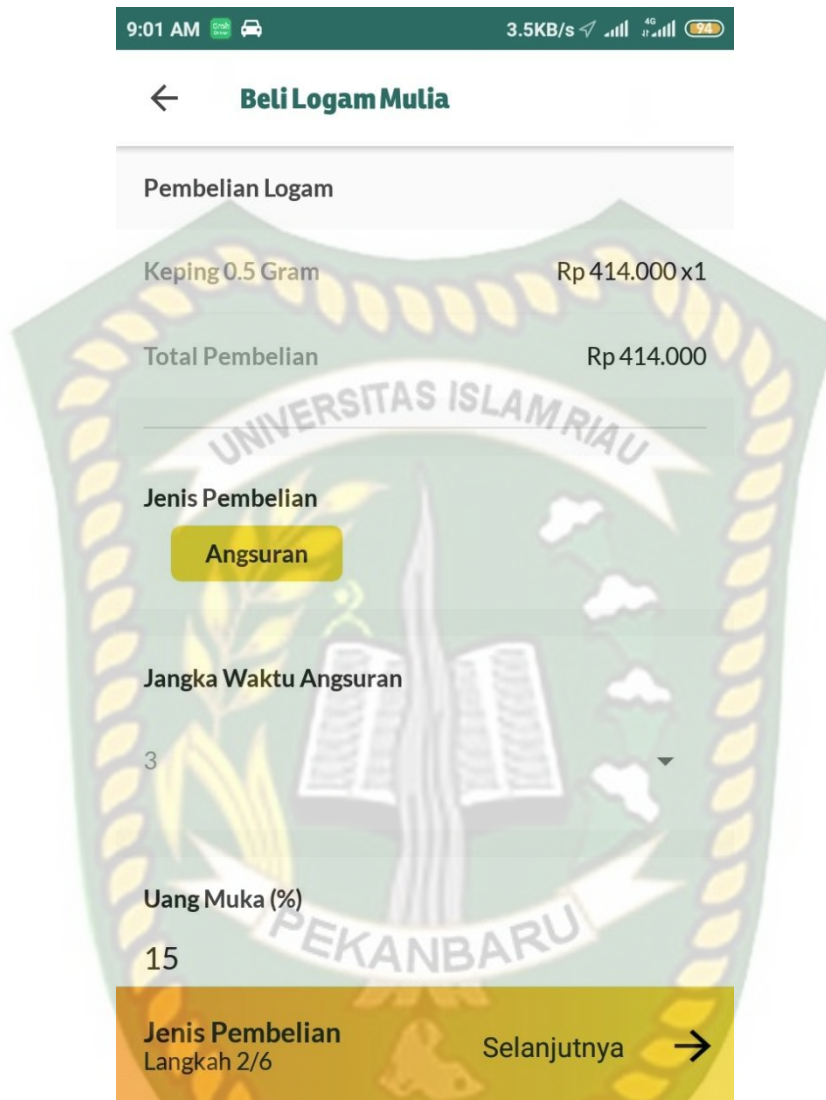 9:01 AM 3.5KB/s 4G 94
Beli Logam Mulia
Pembelian Logam
Keping 0.5 Gram Rp 414.000 x1
Total Pembelian Rp 414.000
UNIVERSITAS ISLAM RIAU
Jenis Pembelian
Angsuran
Jangka Waktu Angsuran
3
Uang Muka (%)
15
PEKANBARU
Jenis Pembelian
Langkah 2/6 Selanjutnya